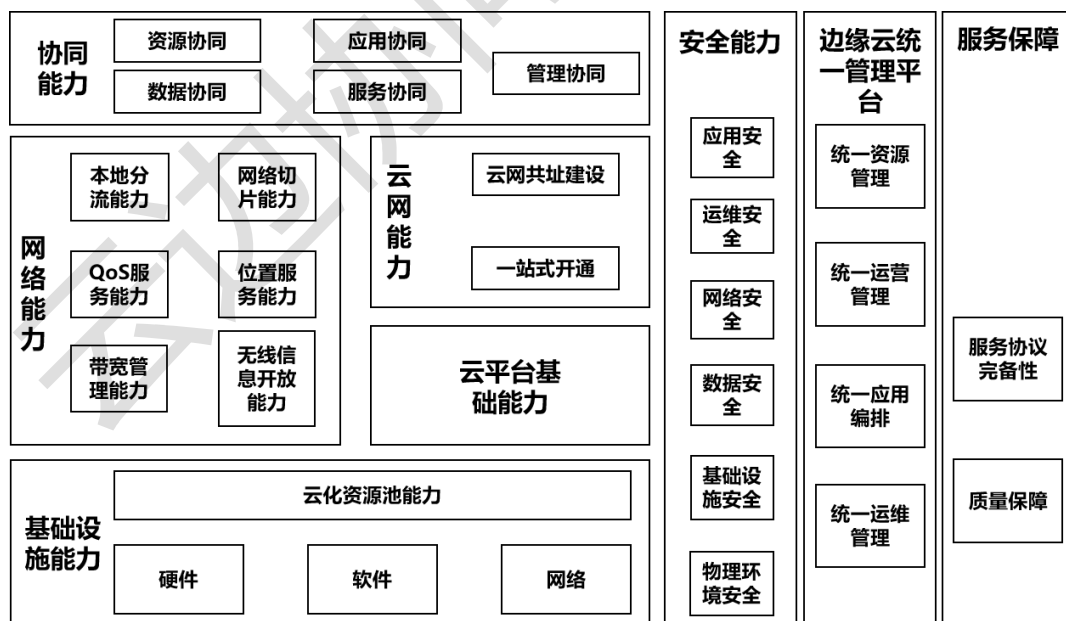 协同
能力
资源协同
应用协同
数据协同
服务协同
管理协同
网
络
能
力
本地分
流能力
网络切
片能力
QoS服
务能力
位置服
务能力
带宽管
理能力
无线信
息开放
能力
云
网
能
力
云网共址建设
一站式开通
云平台基
础能力
基础设
施能力
云化资源池能力
硬件
软件
网络
安全能力
应用安
全
运维安
全
网络安
全
数据安
全
基础设
施安全
物理环
境安全
边缘云统
一管理平
台
统一资源
管理
统一运营
管理
统一应用
编排
统一运维
管理
服务保障
服务协议
完备性
质量保障
云边协同